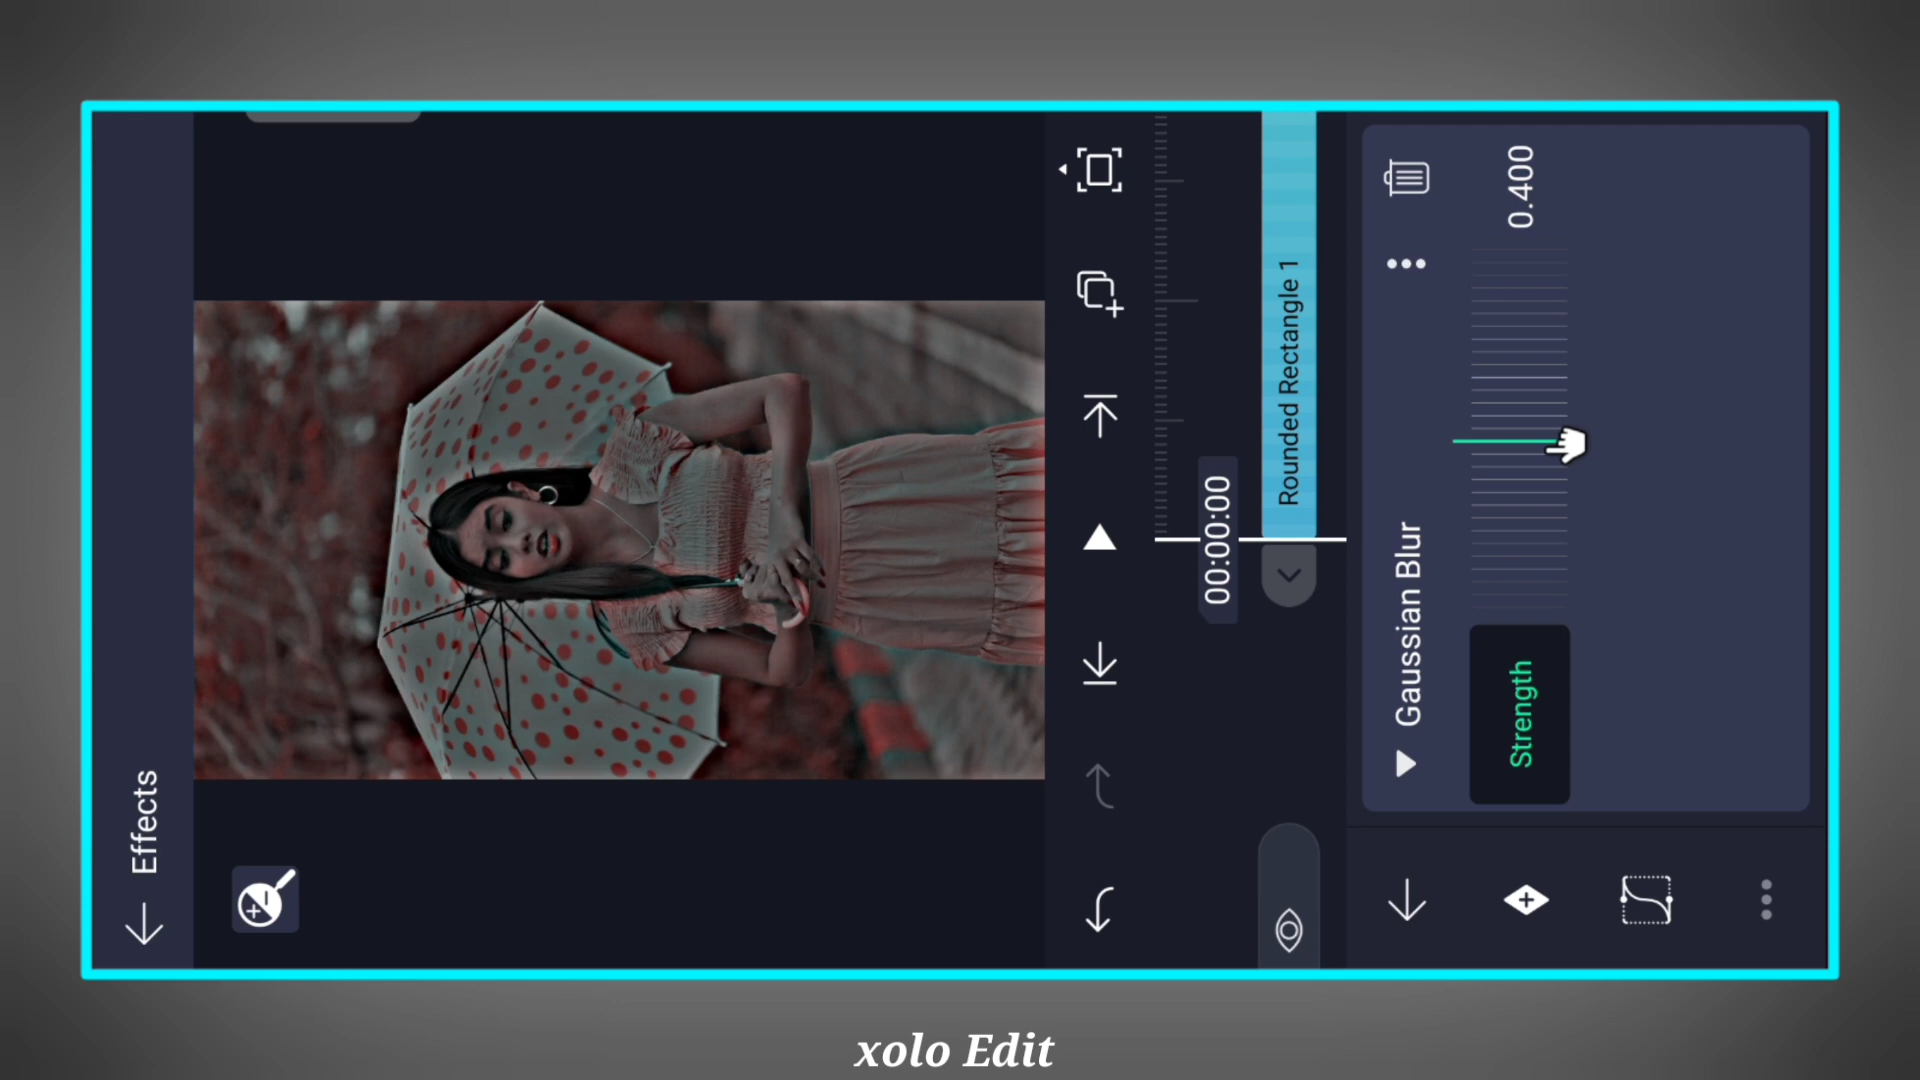 Effects
00:00:00
Rounded Rectangle 1
Gaussian Blur
Strength
0.400
xolo Edit